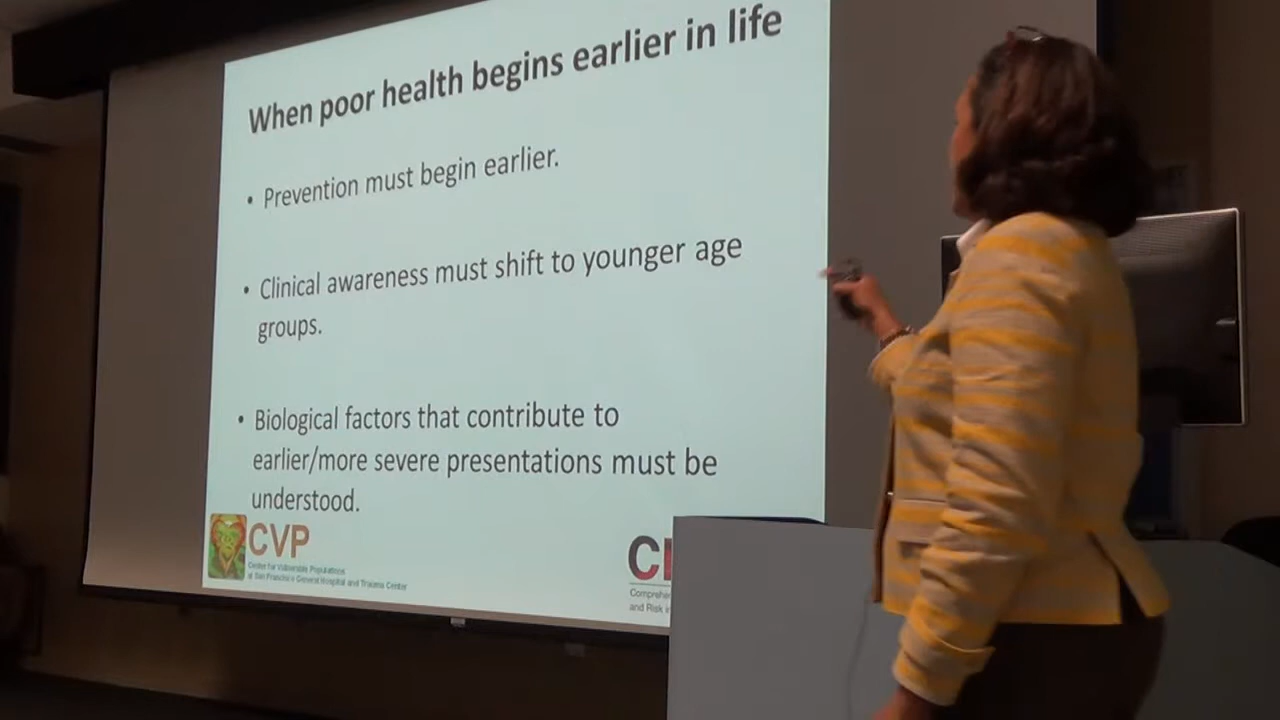 When poor health begins earlier in life
• Prevention must begin earlier.
• Clinical awareness must shift to younger age
groups.
• Biological factors that contribute to
earlier/more severe presentations must be
understood.
CVP
Center for Vulnerable Populations
at San Francisco General Hospital and Trauma Center
and Risk